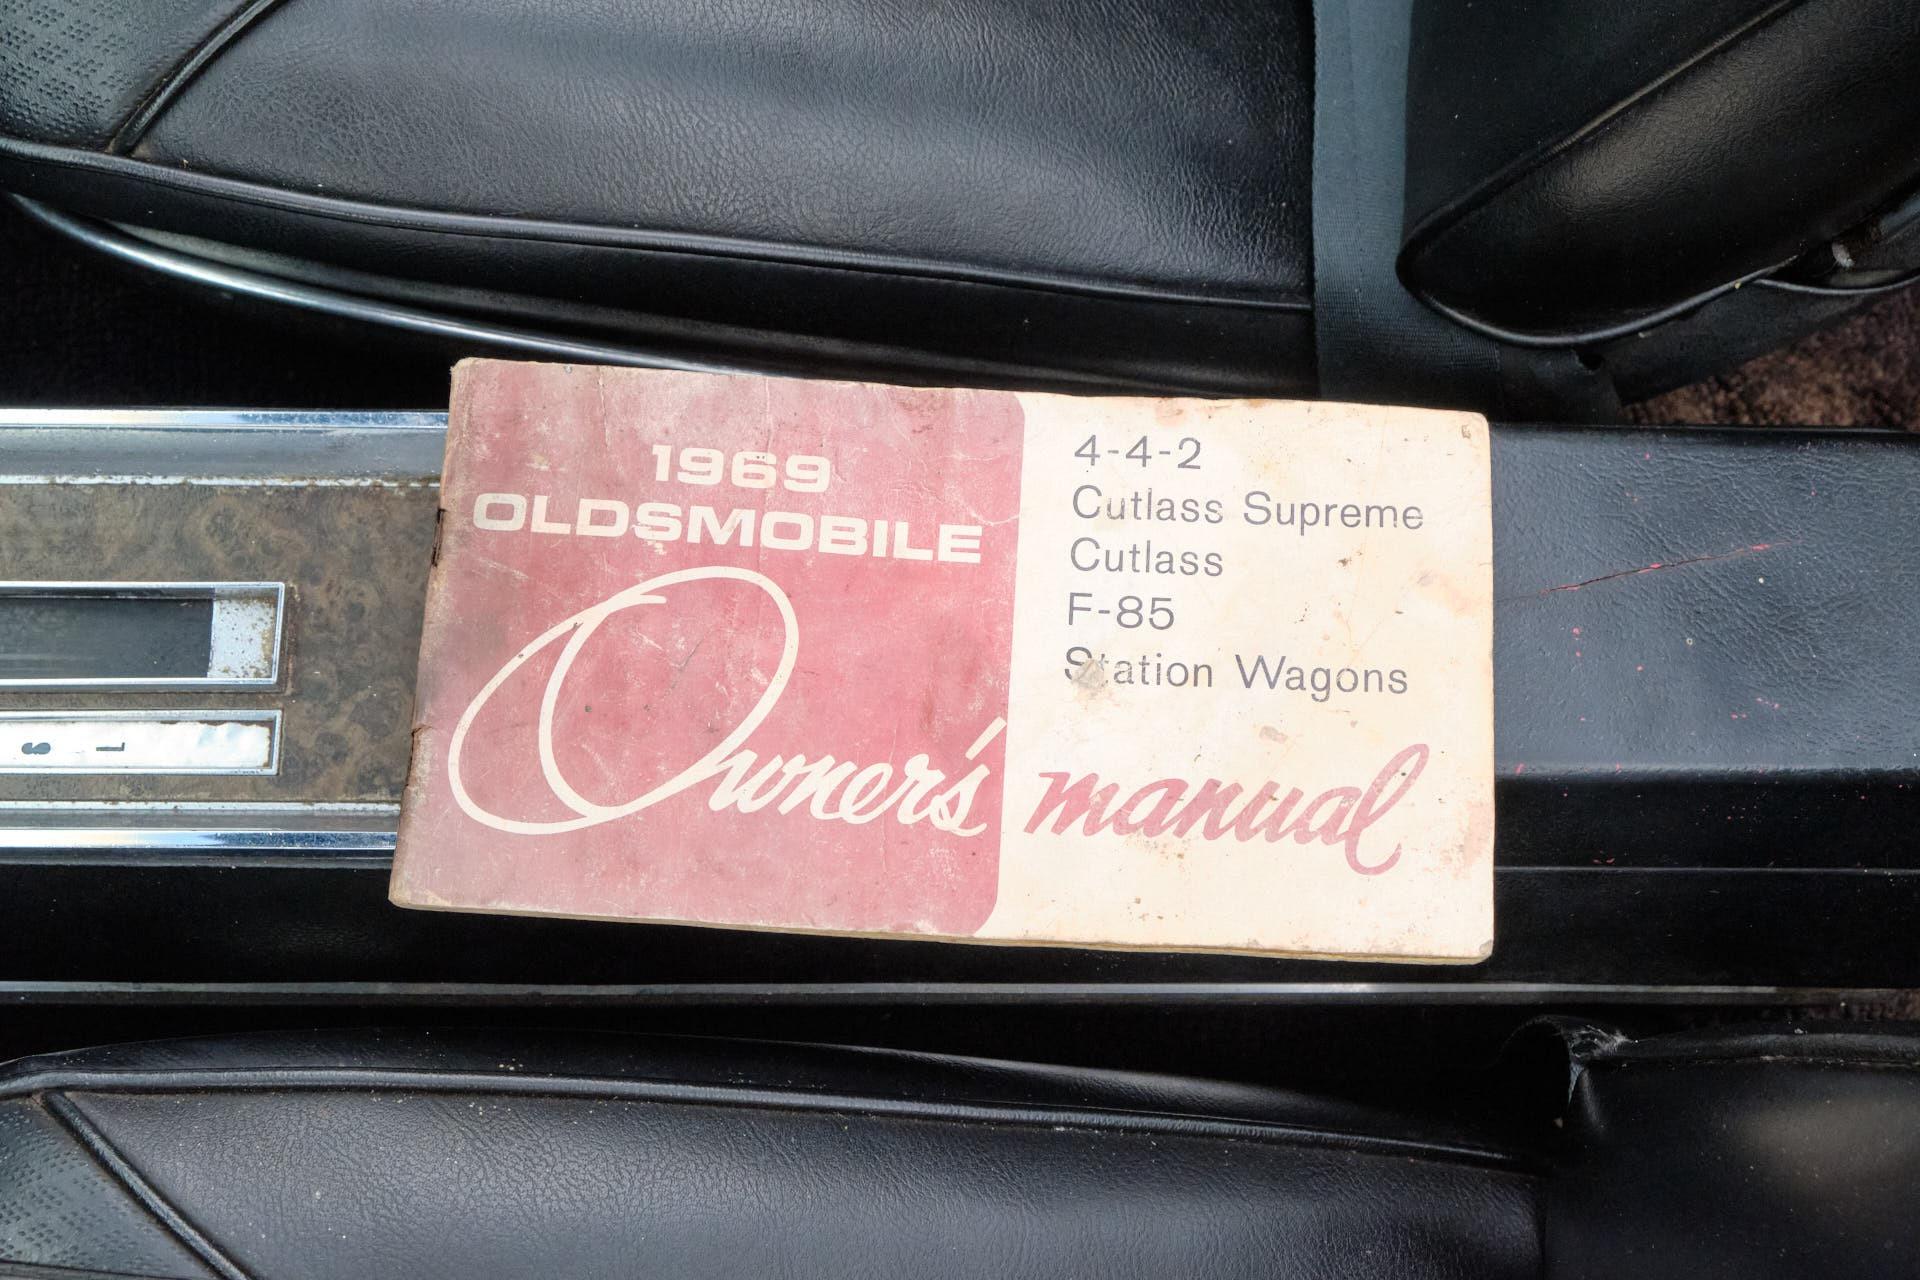 1969
OLDSMOBILE
Owner's manual
4-4-2
Cutlass Supreme
Cutlass
F-85
Station Wagons
S L